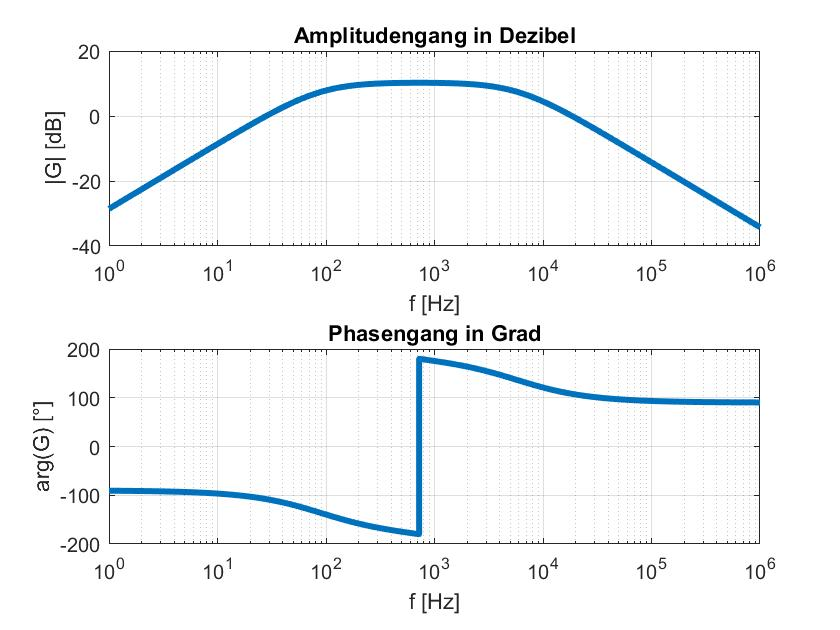 Amplitudengang in Dezibel
|G| [dB]
20
0
-20
-40
10^0 10^1 10^2 10^3 10^4 10^5 10^6
f [Hz]
Phasengang in Grad
arg(G) [°]
200
100
0
-100
-200
10^0 10^1 10^2 10^3 10^4 10^5 10^6
f [Hz]